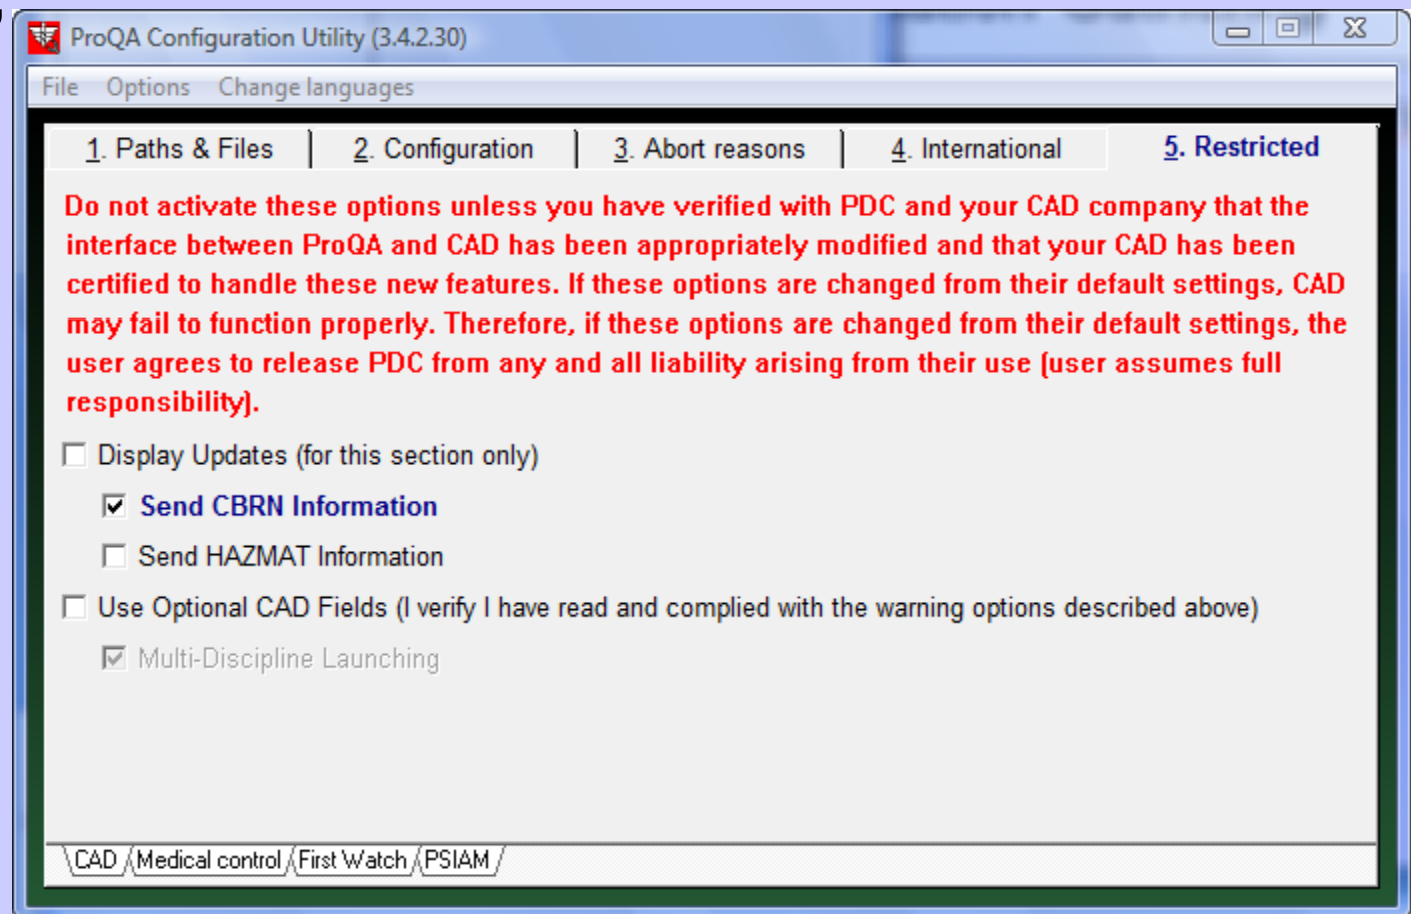 ProQA Configuration Utility (3.4.2.30)
File Options Change languages
1. Paths & Files 2. Configuration 3. Abort reasons 4. International 5. Restricted
Do not activate these options unless you have verified with PDC and your CAD company that the
interface between ProQA and CAD has been appropriately modified and that your CAD has been
certified to handle these new features. If these options are changed from their default settings, CAD
may fail to function properly. Therefore, if these options are changed from their default settings, the
user agrees to release PDC from any and all liability arising from their use (user assumes full
responsibility).
Display Updates (for this section only)
Send CBRN Information
Send HAZMAT Information
Use Optional CAD Fields (I verify I have read and complied with the warning options described above)
Multi-Discipline Launching
CAD Medical control First Watch PSIAM